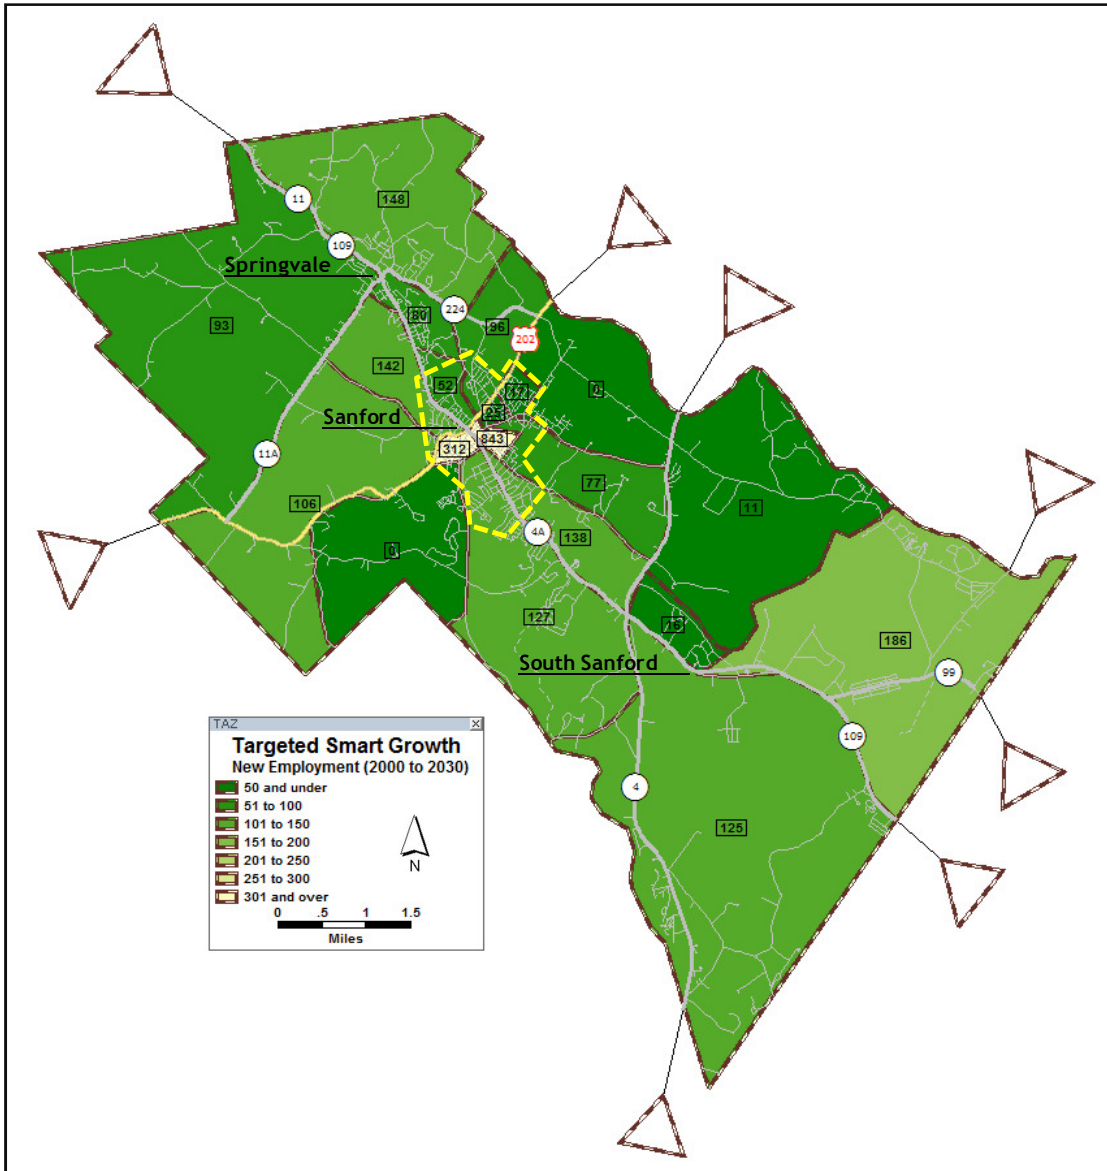 148
11
109
Springvale
224
80
96
93
202
142
52
17
0
25
Sanford
843
312
11A
77
106
11
4A
138
0
127
16
186
South Sanford
99
109
4
125
TAZ
Targeted Smart Growth
New Employment (2000 to 2030)
50 and under
51 to 100
101 to 150
151 to 200
201 to 250
251 to 300
301 and over
N
0 .5 1 1.5
Miles